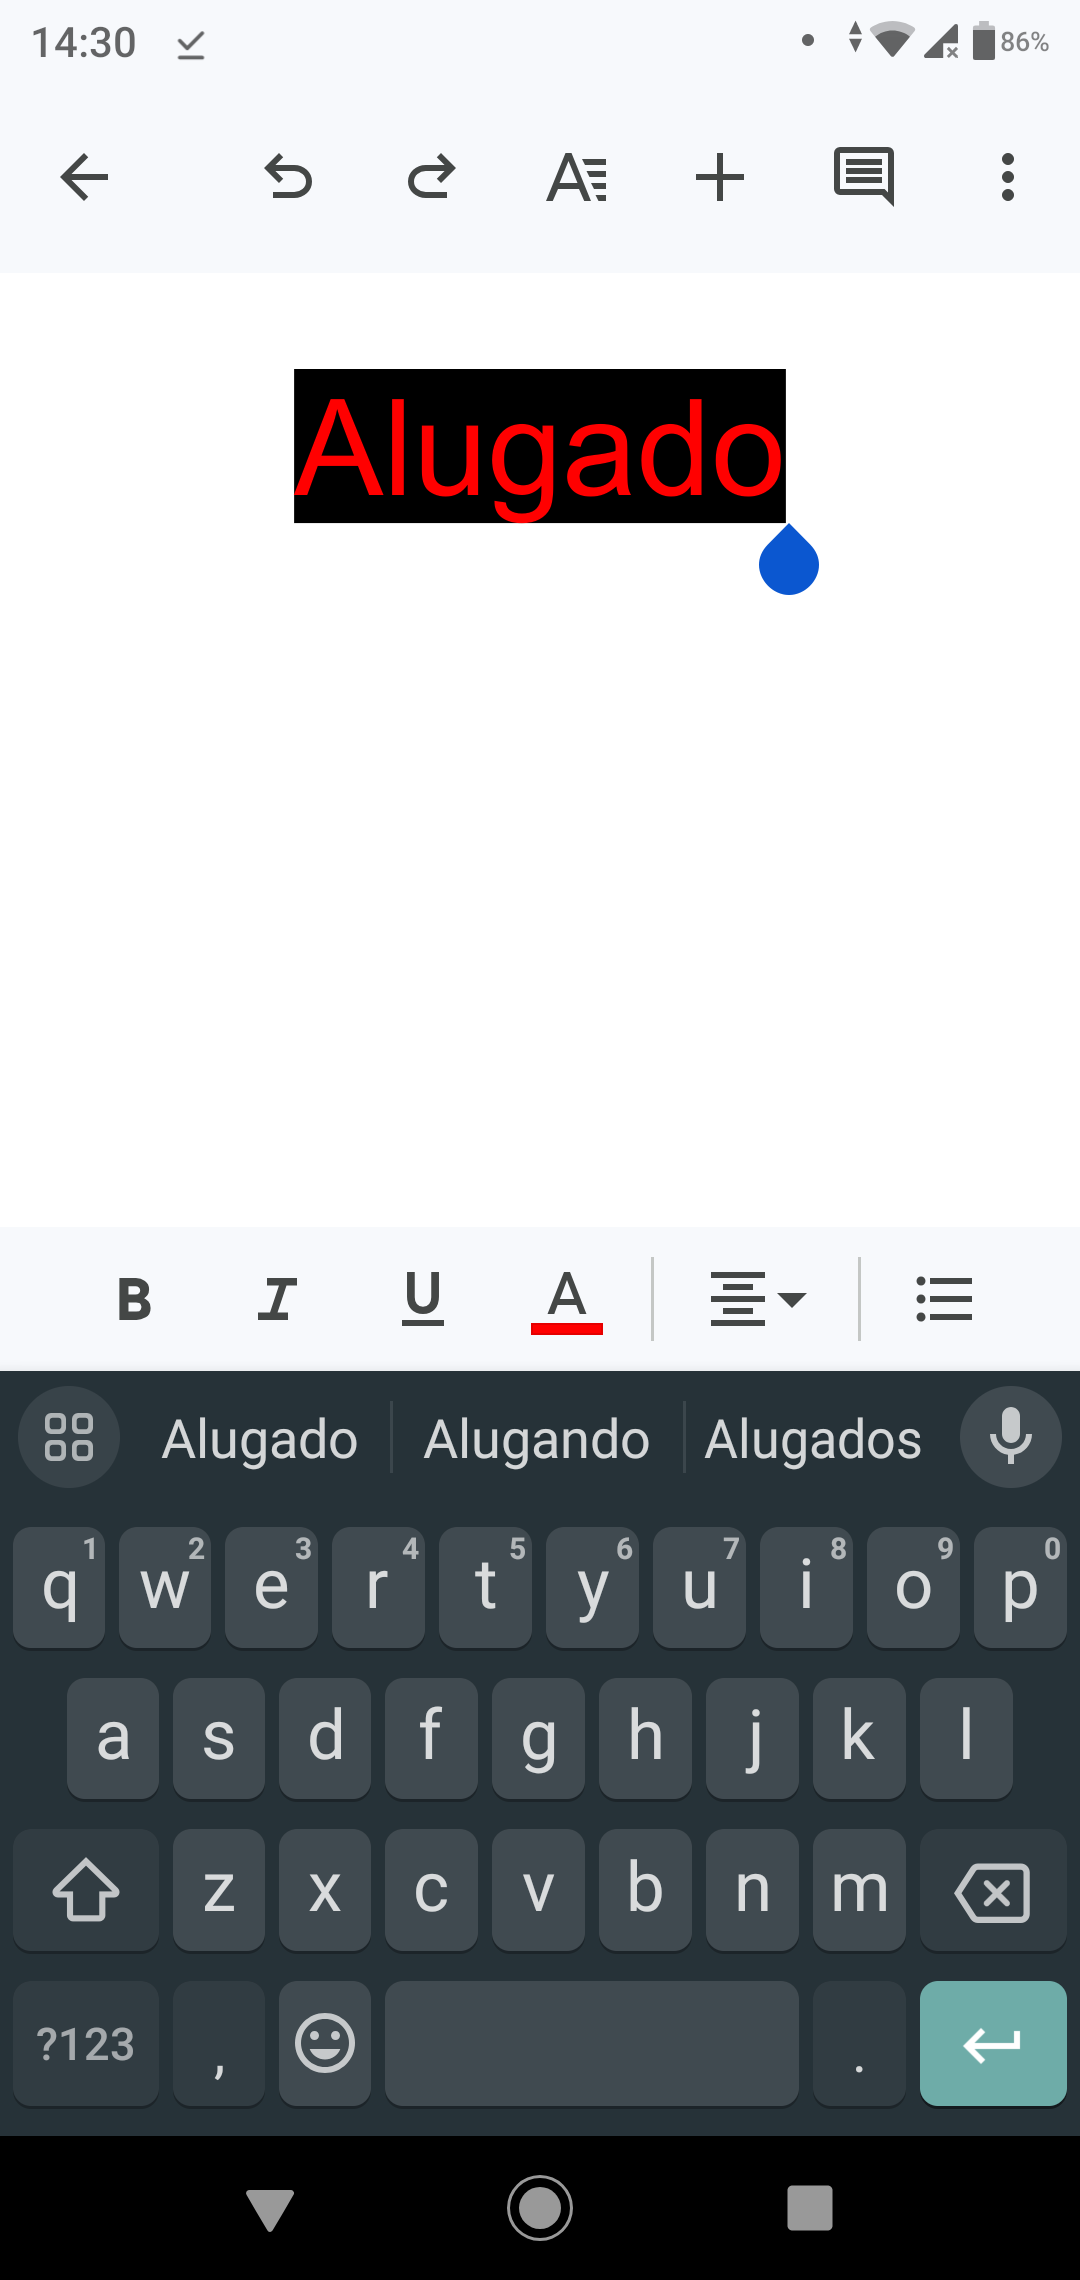 14:30
86%
Alugado
B I U A
Alugado Alugando Alugados
1 2 3 4 5 6 7 8 9 0
q w e r t y u i o p
a s d f g h j k l
z x c v b n m
?123 , .